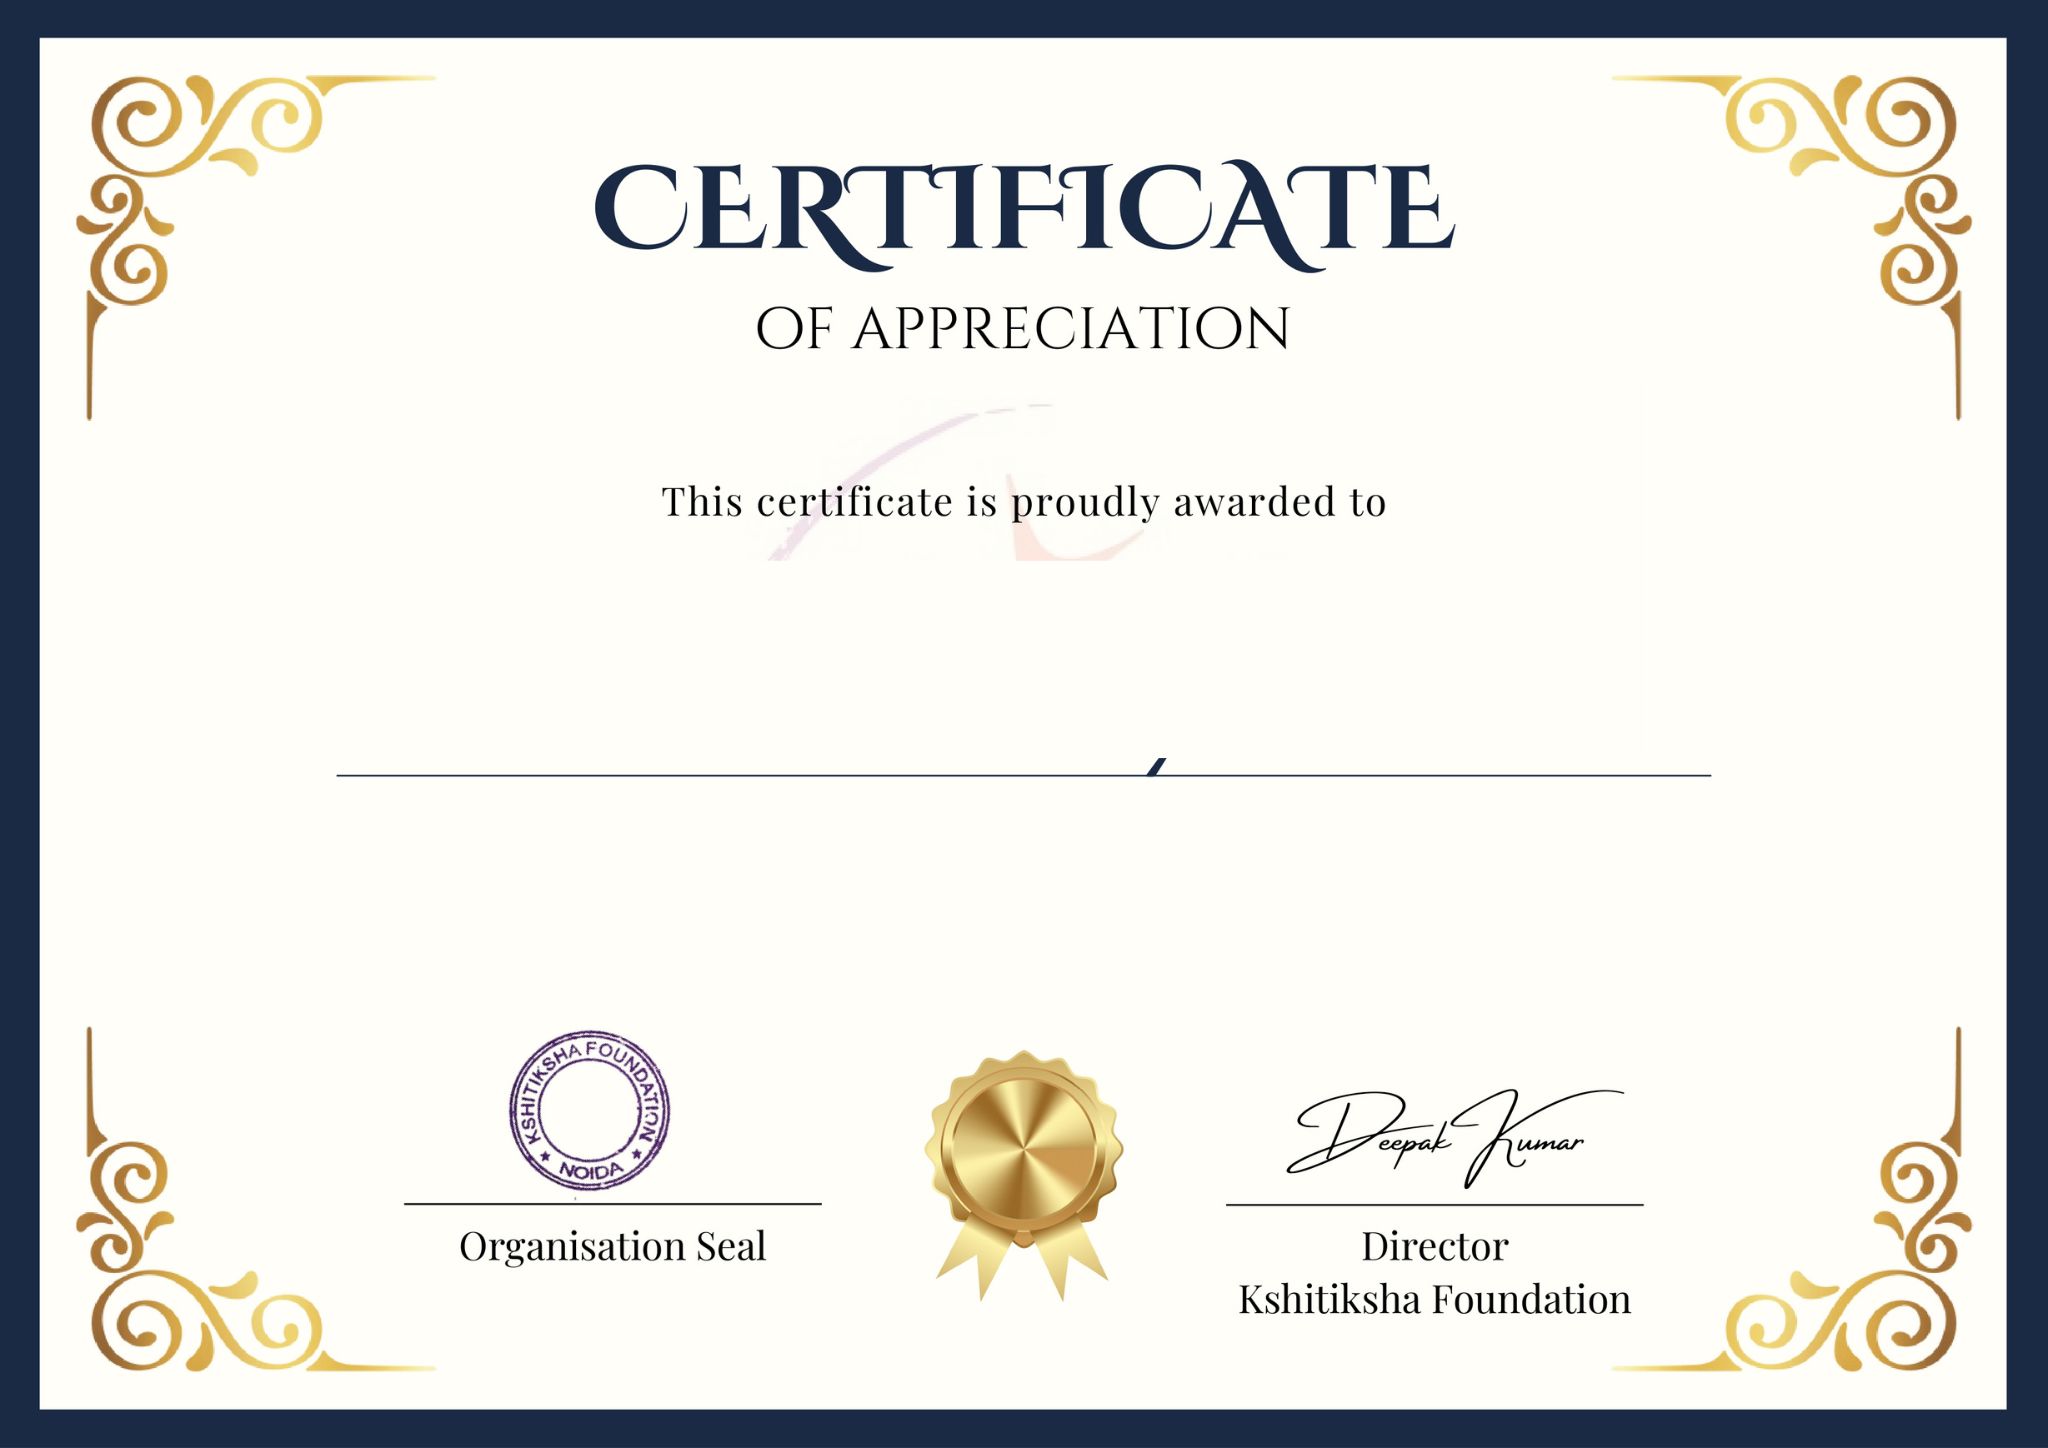 CERTIFICATE
OF APPRECIATION
This certificate is proudly awarded to
KSHITIKSHA FOUNDATION
★ NOIDA ★
Deepak Kumar
Organisation Seal
Director
Kshitiksha Foundation